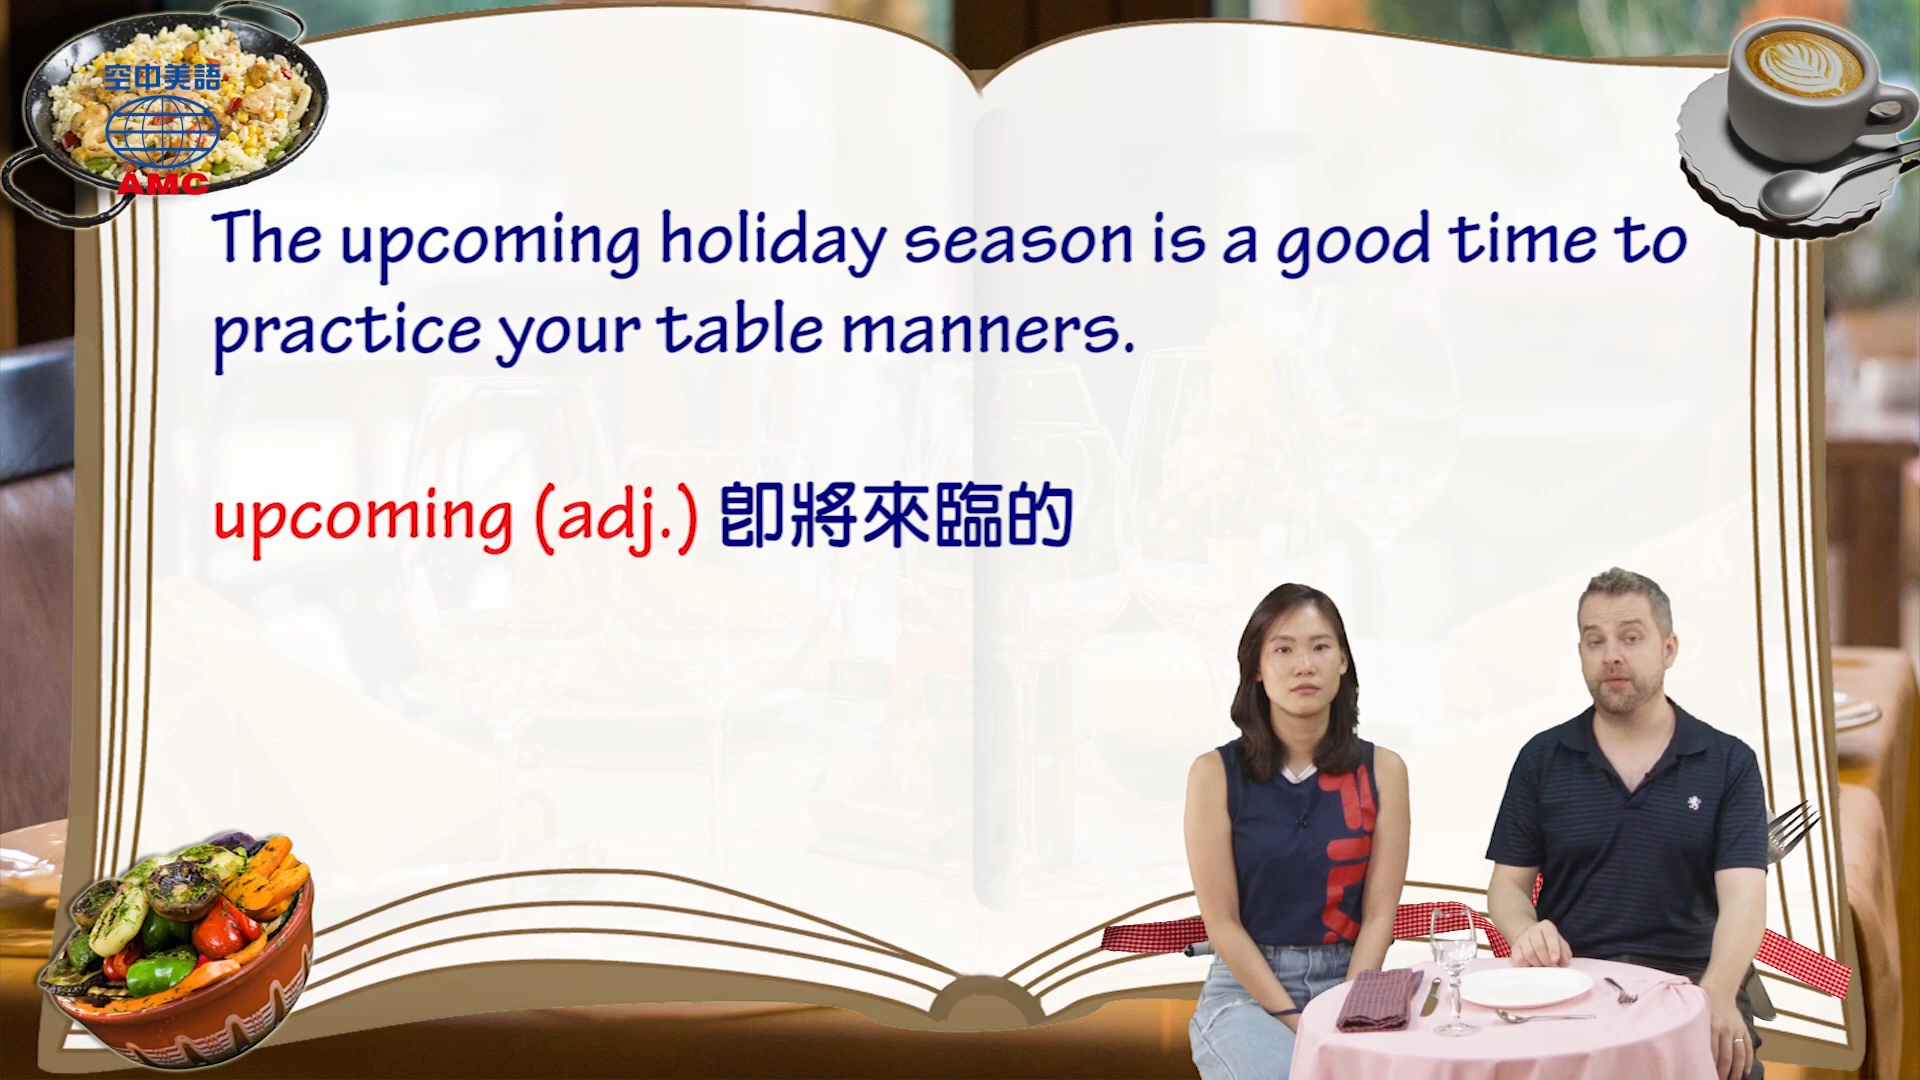 空中美語
AMC
The upcoming holiday season is a good time to
practice your table manners.
upcoming (adj.) 即將來臨的
FILA